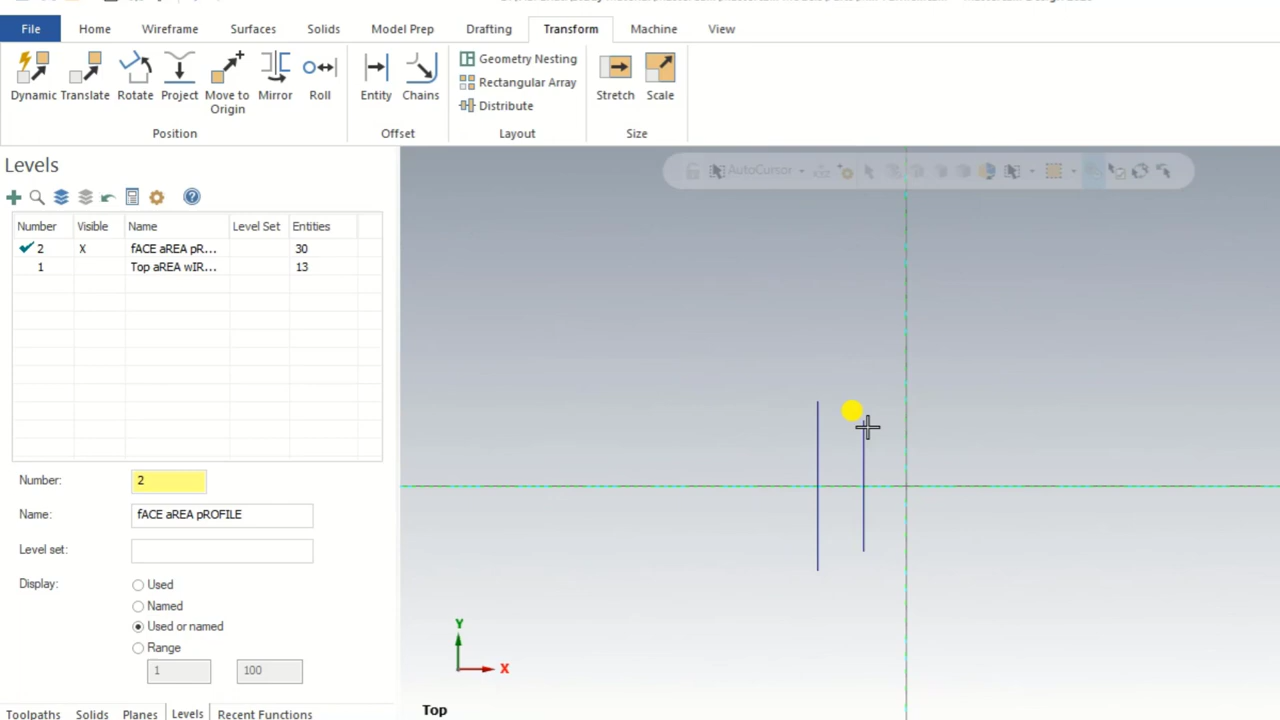 File Home Wireframe Surfaces Solids Model Prep Drafting Transform Machine View
Dynamic Translate Rotate Project Move to Origin Mirror Roll Entity Chains Geometry Nesting Stretch Scale
Rectangular Array
Distribute
Position Offset Layout Size
Levels
AutoCursor
Number Visible Name Level Set Entities
2 X fACE aREA pR... 30
1 Top aREA wIR... 13
Number: 2
Name: fACE aREA pROFILE
Level set:
Display: Used
Named
Used or named
Range
1 100
Y
X
Top
Toolpaths Solids Planes Levels Recent Functions